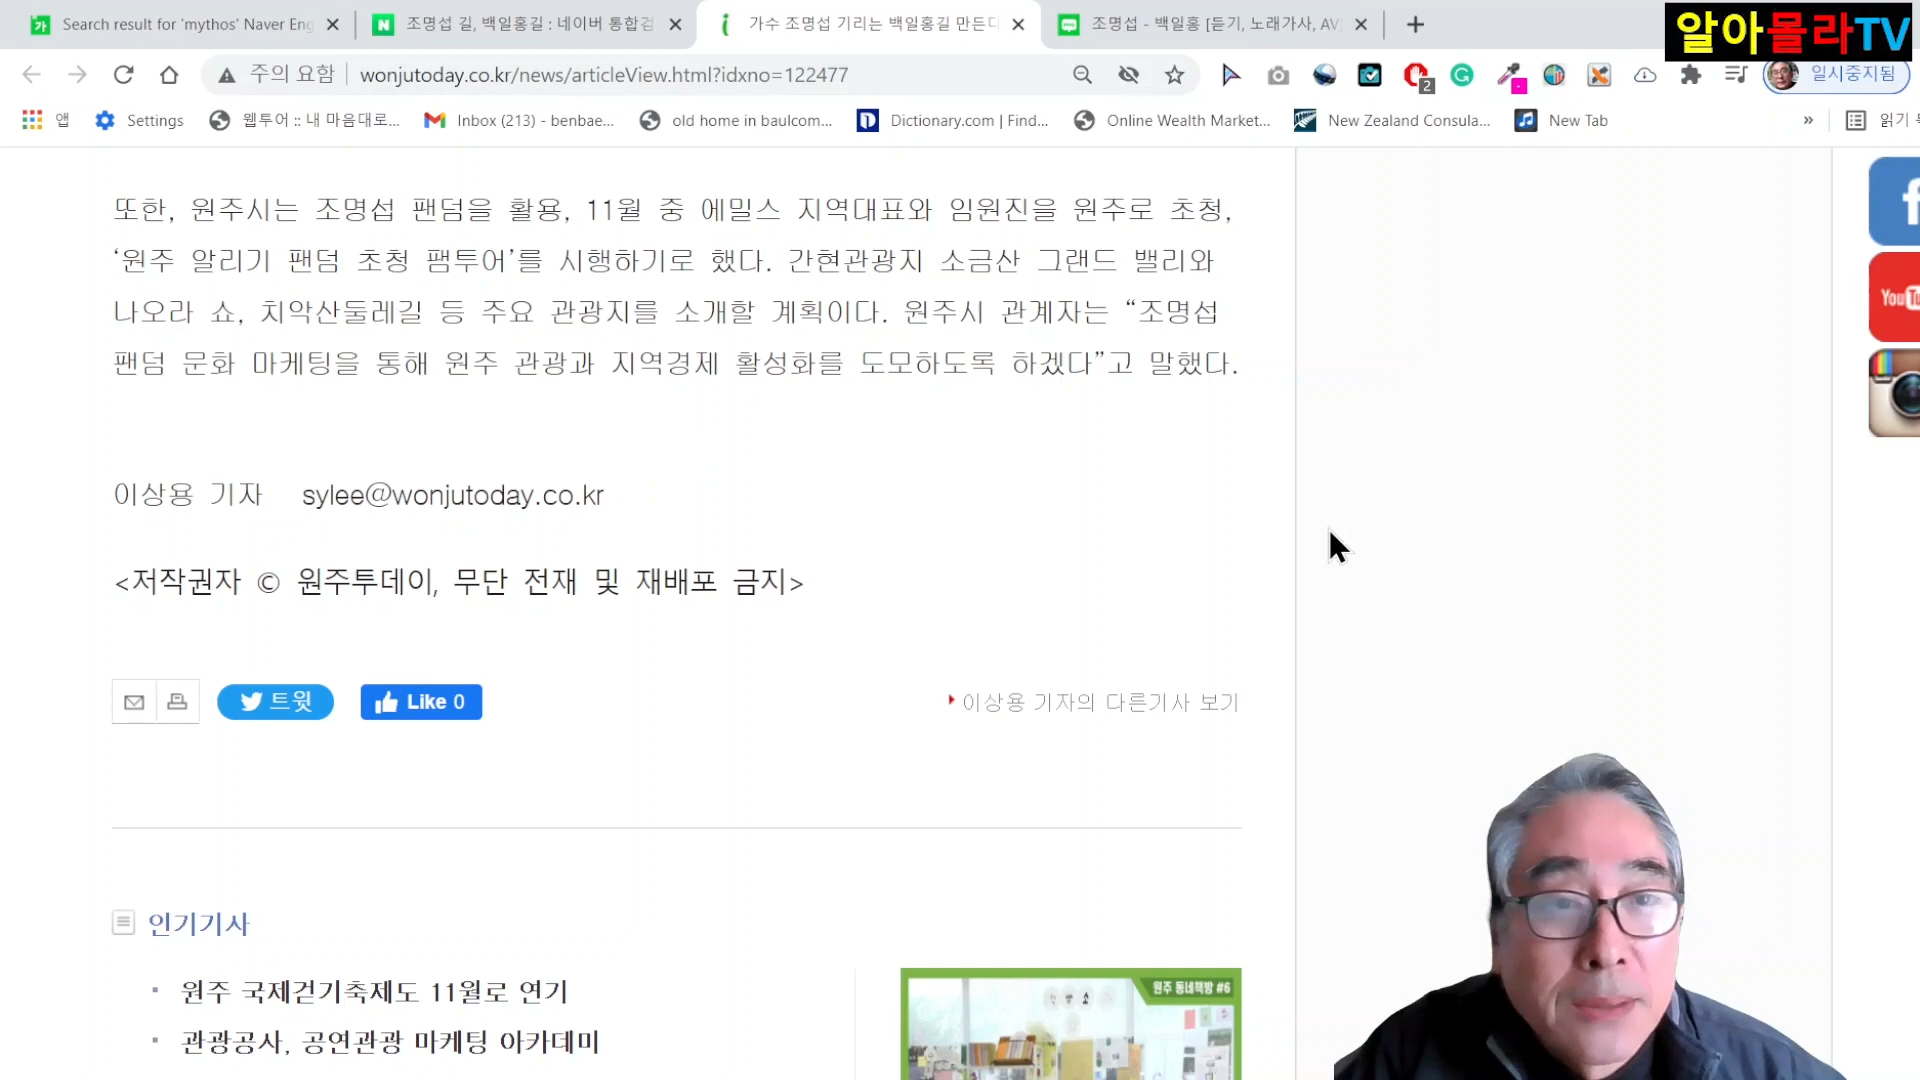 Search result for 'mythos' Naver Eng
조명섭 길, 백일홍길 : 네이버 통합검
가수 조명섭 기리는 백일홍길 만든다
조명섭 - 백일홍 [듣기, 노래가사, AV
알아몰라TV
주의 요함
wonjutoday.co.kr/news/articleView.html?idxno=122477
2
일시중지됨
앱
Settings
웹투어 :: 내 마음대로...
Inbox (213) - benbae...
old home in baulcom...
Dictionary.com | Find...
Online Wealth Market...
New Zealand Consula...
New Tab
»
읽기
또한, 원주시는 조명섭 팬덤을 활용, 11월 중 에밀스 지역대표와 임원진을 원주로 초청,
‘원주 알리기 팬덤 초청 팸투어’를 시행하기로 했다. 간현관광지 소금산 그랜드 밸리와
나오라 쇼, 치악산둘레길 등 주요 관광지를 소개할 계획이다. 원주시 관계자는 “조명섭
팬덤 문화 마케팅을 통해 원주 관광과 지역경제 활성화를 도모하도록 하겠다”고 말했다.
이상용 기자 sylee@wonjutoday.co.kr
<저작권자 © 원주투데이, 무단 전재 및 재배포 금지>
트윗
Like 0
이상용 기자의 다른기사 보기
인기기사
원주 국제걷기축제도 11월로 연기
관광공사, 공연관광 마케팅 아카데미
원주 동네책방 #6